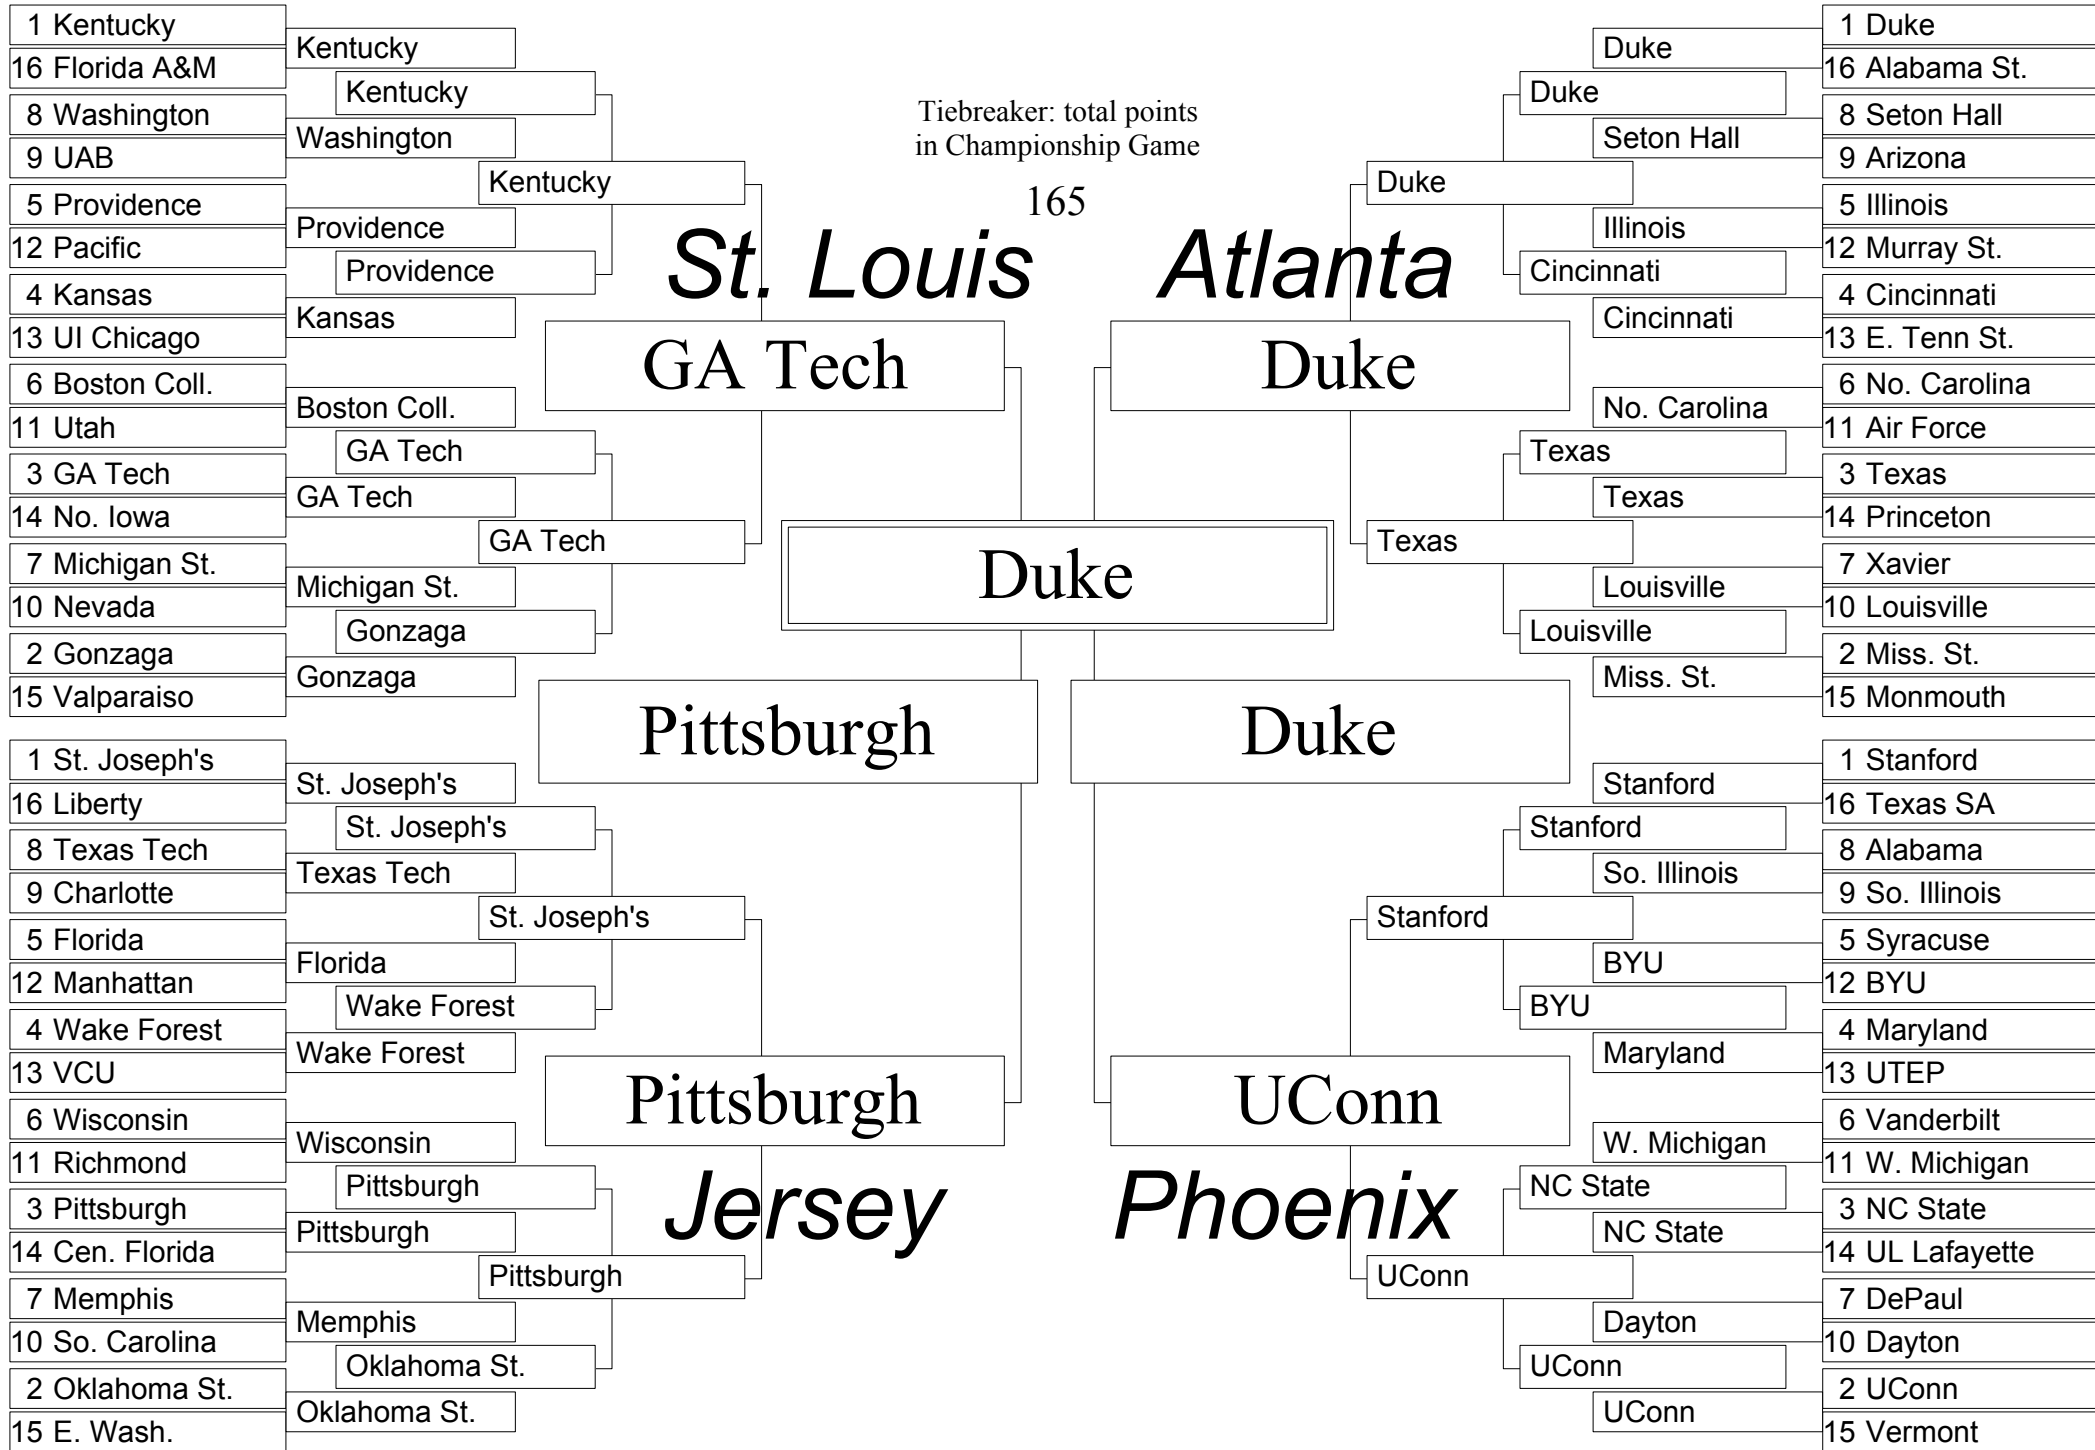 1 Kentucky
16 Florida A&M
8 Washington
9 UAB
5 Providence
12 Pacific
4 Kansas
13 UI Chicago
6 Boston Coll.
11 Utah
3 GA Tech
14 No. Iowa
7 Michigan St.
10 Nevada
2 Gonzaga
15 Valparaiso
1 St. Joseph's
16 Liberty
8 Texas Tech
9 Charlotte
5 Florida
12 Manhattan
4 Wake Forest
13 VCU
6 Wisconsin
11 Richmond
3 Pittsburgh
14 Cen. Florida
7 Memphis
10 So. Carolina
2 Oklahoma St.
15 E. Wash.
Kentucky
Washington
Providence
Kansas
Boston Coll.
GA Tech
Michigan St.
Gonzaga
St. Joseph's
Texas Tech
Florida
Wake Forest
Wisconsin
Pittsburgh
Memphis
Oklahoma St.
Kentucky
Providence
GA Tech
Gonzaga
St. Joseph's
Wake Forest
Pittsburgh
Oklahoma St.
Kentucky
GA Tech
St. Joseph's
Pittsburgh
Tiebreaker: total points
in Championship Game
165
St. Louis
Atlanta
GA Tech
Duke
Duke
Pittsburgh
Duke
Pittsburgh
UConn
Jersey
Phoenix
Duke
Texas
Stanford
UConn
Duke
Cincinnati
Texas
Louisville
Stanford
BYU
NC State
UConn
Duke
Seton Hall
Illinois
Cincinnati
No. Carolina
Texas
Louisville
Miss. St.
Stanford
So. Illinois
BYU
Maryland
W. Michigan
NC State
Dayton
UConn
1 Duke
16 Alabama St.
8 Seton Hall
9 Arizona
5 Illinois
12 Murray St.
4 Cincinnati
13 E. Tenn St.
6 No. Carolina
11 Air Force
3 Texas
14 Princeton
7 Xavier
10 Louisville
2 Miss. St.
15 Monmouth
1 Stanford
16 Texas SA
8 Alabama
9 So. Illinois
5 Syracuse
12 BYU
4 Maryland
13 UTEP
6 Vanderbilt
11 W. Michigan
3 NC State
14 UL Lafayette
7 DePaul
10 Dayton
2 UConn
15 Vermont